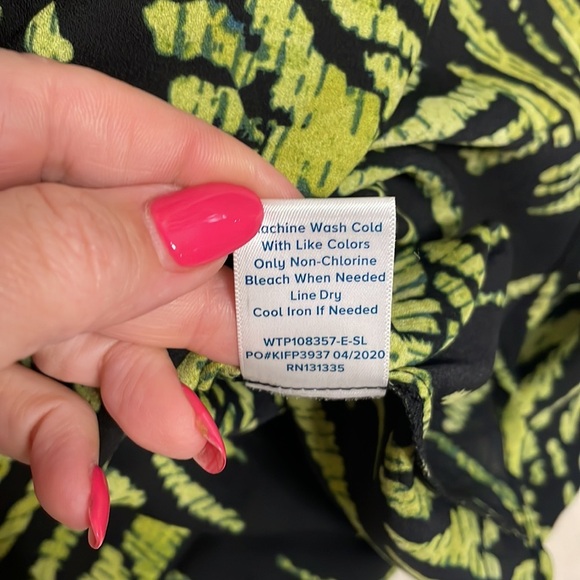 achine Wash Cold
With Like Colors
Only Non-Chlorine
Bleach When Needed
Line Dry
Cool Iron If Needed
WTP108357-E-SL
PO#KIFP3937 04/2020
RN131335